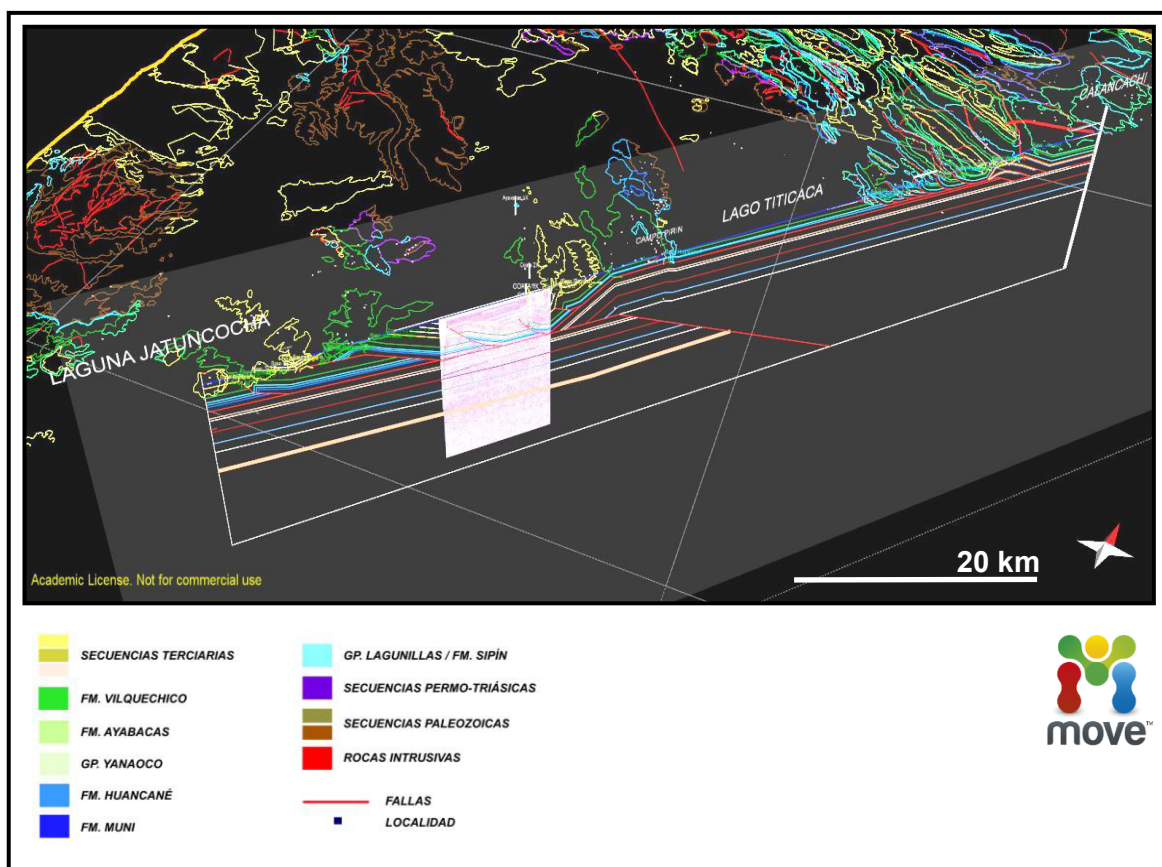 CALANCACHI
LAGO TITICACA
CAMPO PIRIN
LAGUNA JATUNCOCHA
20 km
Academic License. Not for commercial use
SECUENCIAS TERCIARIAS
FM. VILQUECHICO
FM. AYABACAS
GP. YANAOCO
FM. HUANCANÉ
FM. MUNI
GP. LAGUNILLAS / FM. SIPÍN
SECUENCIAS PERMO-TRIÁSICAS
SECUENCIAS PALEOZOICAS
ROCAS INTRUSIVAS
FALLAS
LOCALIDAD
move™